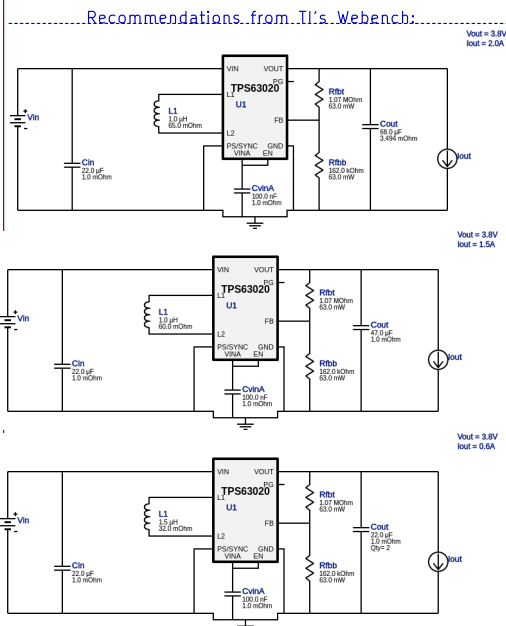 Recommendations from TI's Webench:
Vout = 3.8V
Iout = 2.0A
VIN
VOUT
PG
L1
TPS63020
U1
L1
1.0 µH
65.0 mOhm
L2
FB
PS/SYNC
GND
VINA
EN
Vin
Cin
22.0 µF
1.0 mOhm
CvinA
100.0 nF
1.0 mOhm
Rfbt
1.07 MOhm
63.0 mW
Rfbb
162.0 kOhm
63.0 mW
Cout
68.0 µF
3.494 mOhm
Iout
Vout = 3.8V
Iout = 1.5A
VIN
VOUT
PG
L1
TPS63020
U1
L1
1.0 µH
60.0 mOhm
L2
FB
PS/SYNC
GND
VINA
EN
Vin
Cin
22.0 µF
1.0 mOhm
CvinA
100.0 nF
1.0 mOhm
Rfbt
1.07 MOhm
63.0 mW
Rfbb
162.0 kOhm
63.0 mW
Cout
47.0 µF
1.0 mOhm
Iout
Vout = 3.8V
Iout = 0.6A
VIN
VOUT
PG
L1
TPS63020
U1
L1
1.5 µH
32.0 mOhm
L2
FB
PS/SYNC
GND
VINA
EN
Vin
Cin
22.0 µF
1.0 mOhm
CvinA
100.0 nF
1.0 mOhm
Rfbt
1.07 MOhm
63.0 mW
Rfbb
162.0 kOhm
63.0 mW
Cout
22.0 µF
1.0 mOhm
Qty= 2
Iout